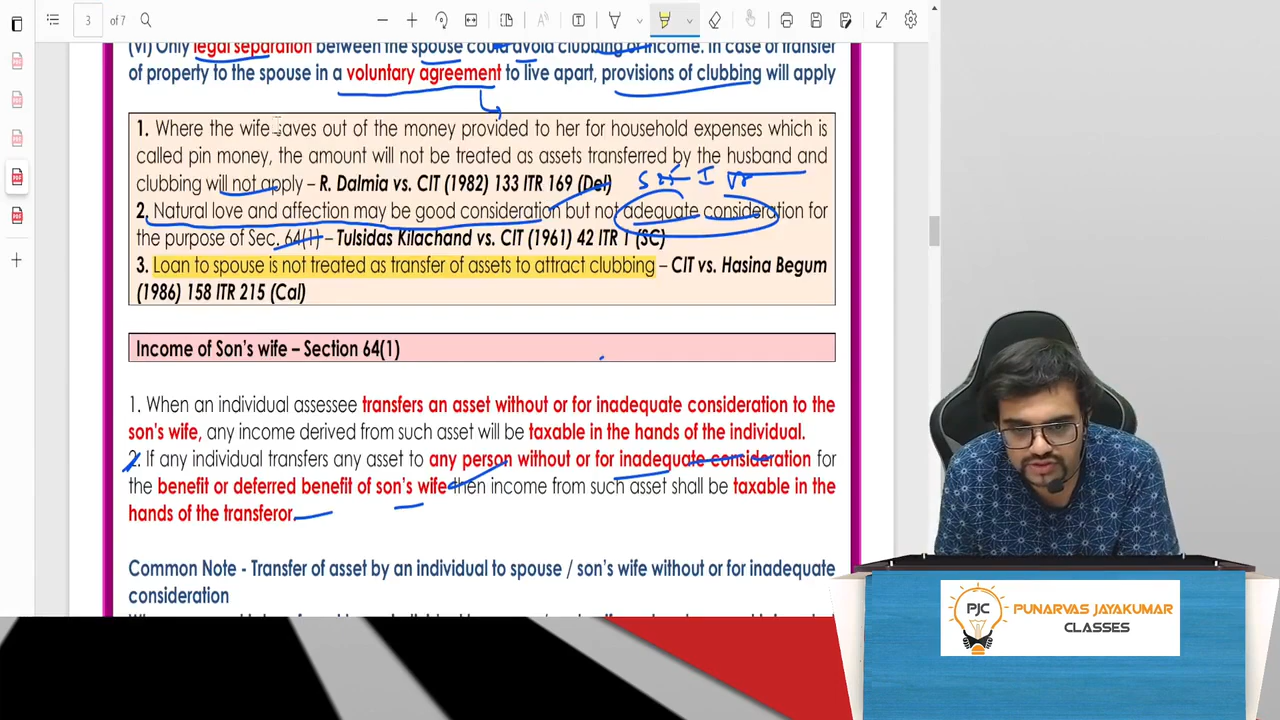 3 of 7
(vi) Only legal separation between the spouse could avoid clubbing of income. In case of transfer
of property to the spouse in a voluntary agreement to live apart, provisions of clubbing will apply
1. Where the wife saves out of the money provided to her for household expenses which is
called pin money, the amount will not be treated as assets transferred by the husband and
clubbing will not apply – R. Dalmia vs. CIT (1982) 133 ITR 169 (Del)
2. Natural love and affection may be good consideration but not adequate consideration for
the purpose of Sec. 64(1) – Tulsidas Kilachand vs. CIT (1961) 42 ITR 1 (SC)
3. Loan to spouse is not treated as transfer of assets to attract clubbing – CIT vs. Hasina Begum
(1986) 158 ITR 215 (Cal)
Income of Son's wife – Section 64(1)
1. When an individual assessee transfers an asset without or for inadequate consideration to the
son's wife, any income derived from such asset will be taxable in the hands of the individual.
2. If any individual transfers any asset to any person without or for inadequate consideration for
the benefit or deferred benefit of son's wife then income from such asset shall be taxable in the
hands of the transferor.
Common Note - Transfer of asset by an individual to spouse / son's wife without or for inadequate
consideration
PJC
PUNARVAS JAYAKUMAR
CLASSES